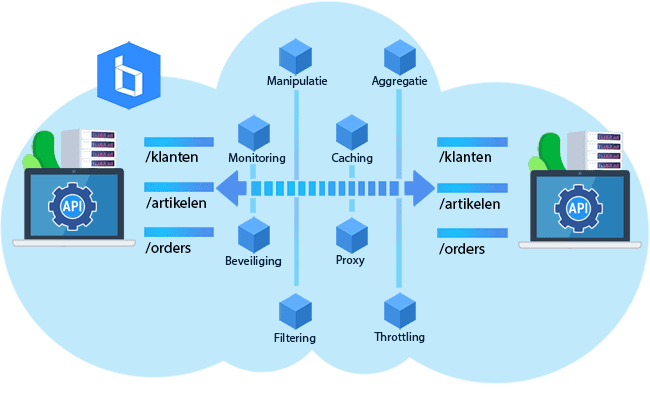 Manipulatie
Aggregatie
/klanten
Monitoring
Caching
/klanten
API
/artikelen
/artikelen
API
/orders
Beveiliging
Proxy
/orders
Filtering
Throttling